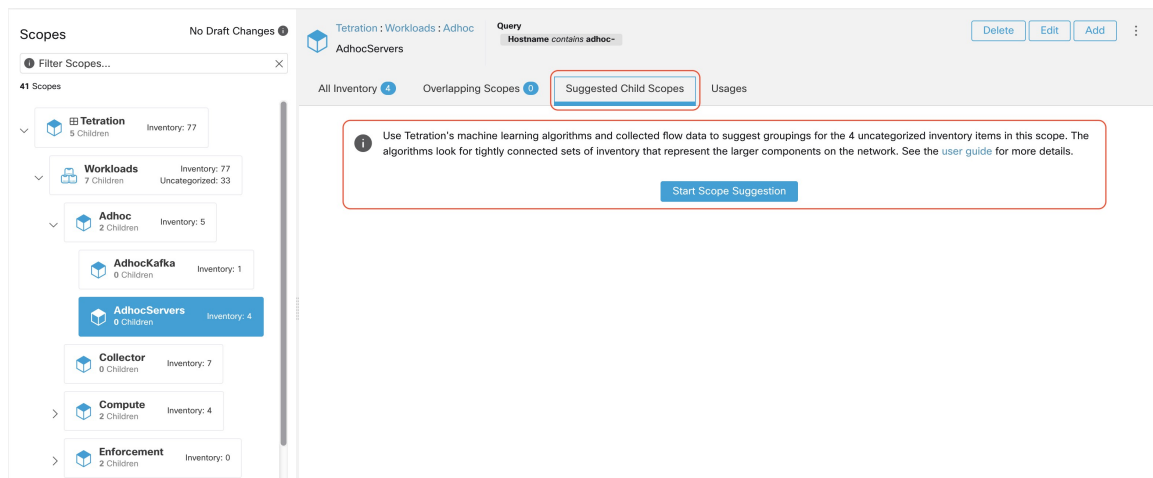 Scopes
No Draft Changes
Filter Scopes...
41 Scopes
Tetration
5 Children
Inventory: 77
Workloads
7 Children
Inventory: 77
Uncategorized: 33
Adhoc
2 Children
Inventory: 5
AdhocKafka
0 Children
Inventory: 1
AdhocServers
0 Children
Inventory: 4
Collector
0 Children
Inventory: 7
Compute
2 Children
Inventory: 4
Enforcement
2 Children
Inventory: 0
Tetration : Workloads : Adhoc
AdhocServers
Query
Hostname contains adhoc-
Delete Edit Add
All Inventory 4 Overlapping Scopes 0 Suggested Child Scopes Usages
Use Tetration's machine learning algorithms and collected flow data to suggest groupings for the 4 uncategorized inventory items in this scope. The
algorithms look for tightly connected sets of inventory that represent the larger components on the network. See the user guide for more details.
Start Scope Suggestion